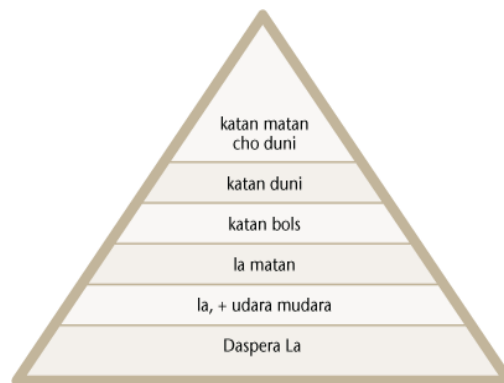 katan matan
cho duni
katan duni
katan bols
la matan
la, + udara mudara
Daspera La